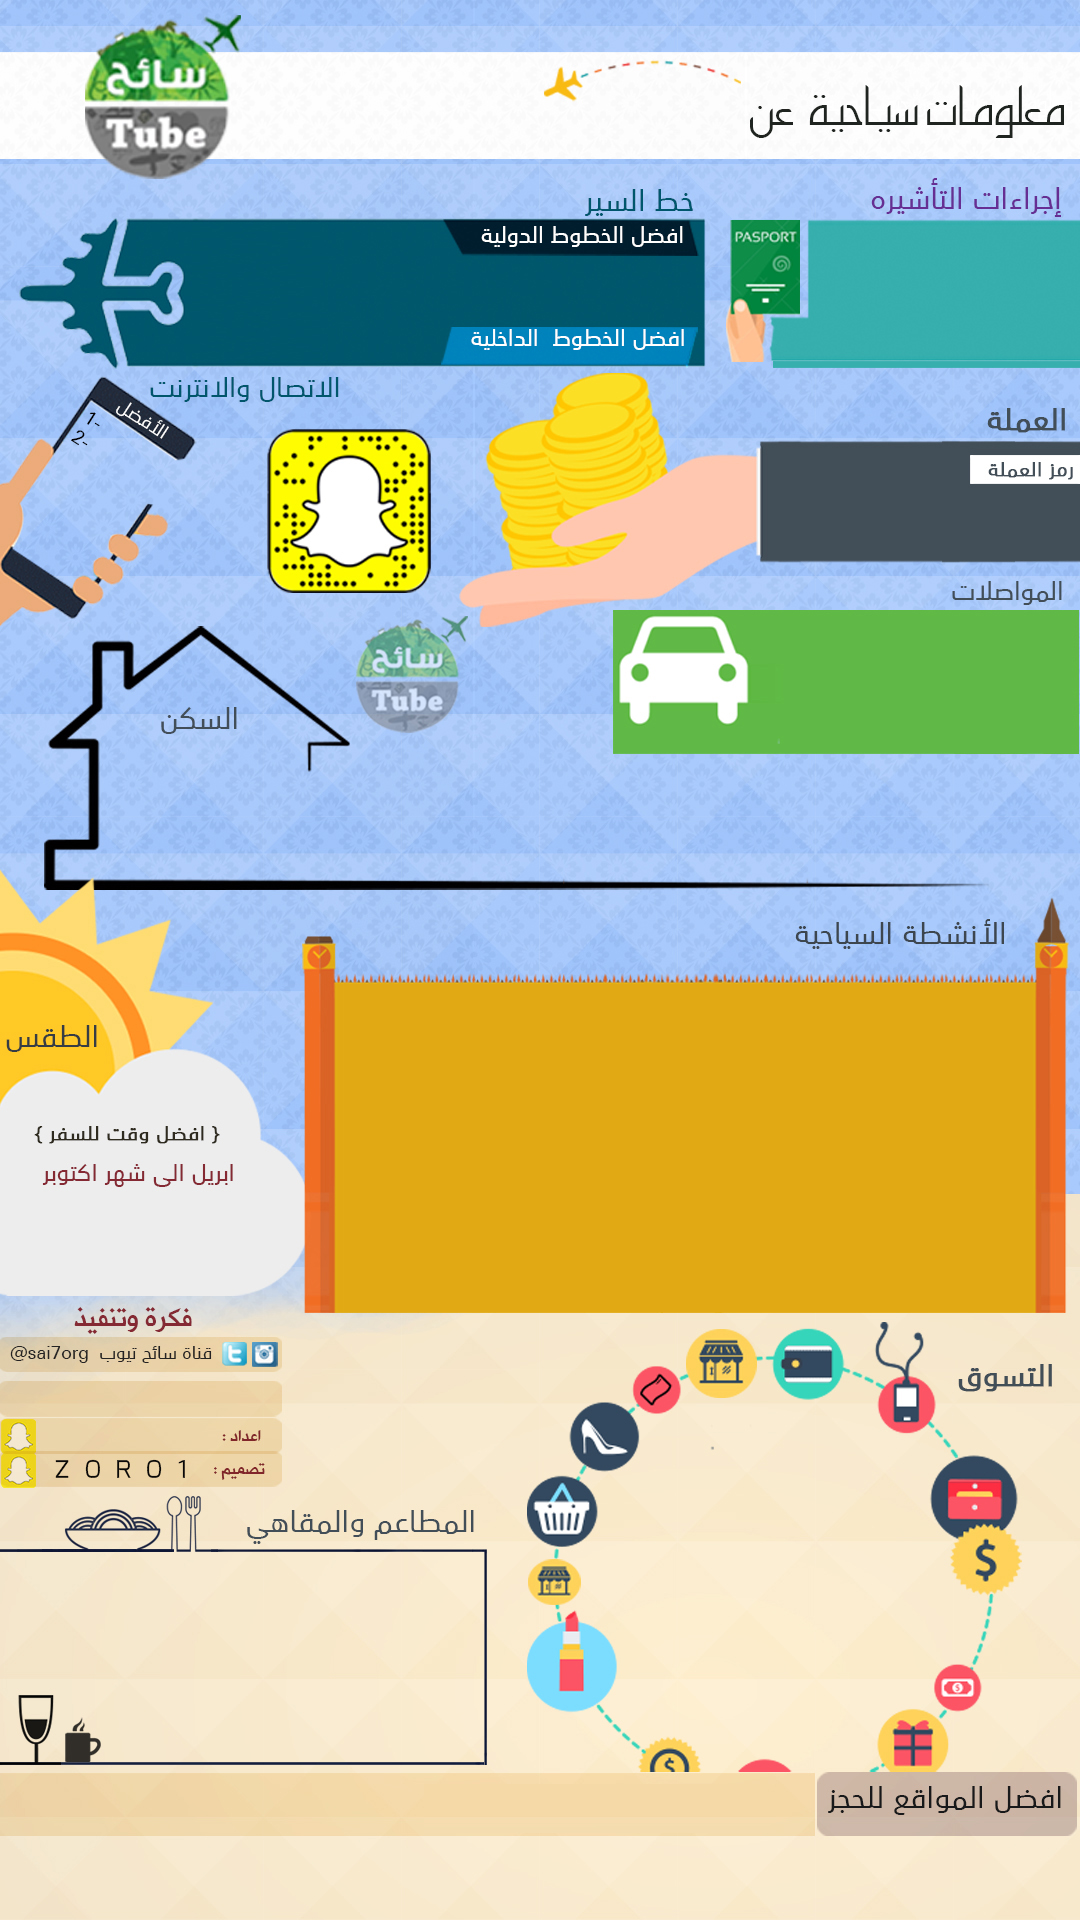 سائح
Tube
معلومات سياحية عن
إجراءات التأشيره
PASPORT
خط السير
افضل الخطوط الدولية
افضل الخطوط الداخلية
الاتصال والانترنت
الأفضل
1-
2-
العملة
رمز العملة
المواصلات
سائح
Tube
السكن
الأنشطة السياحية
الطقس
{ افضل وقت للسفر }
ابريل الى شهر اكتوبر
فكرة وتنفيذ
قناة سائح تيوب @sai7org
اعداد :
تصميم : ZORO1
التسوق
المطاعم والمقاهي
افضل المواقع للحجز